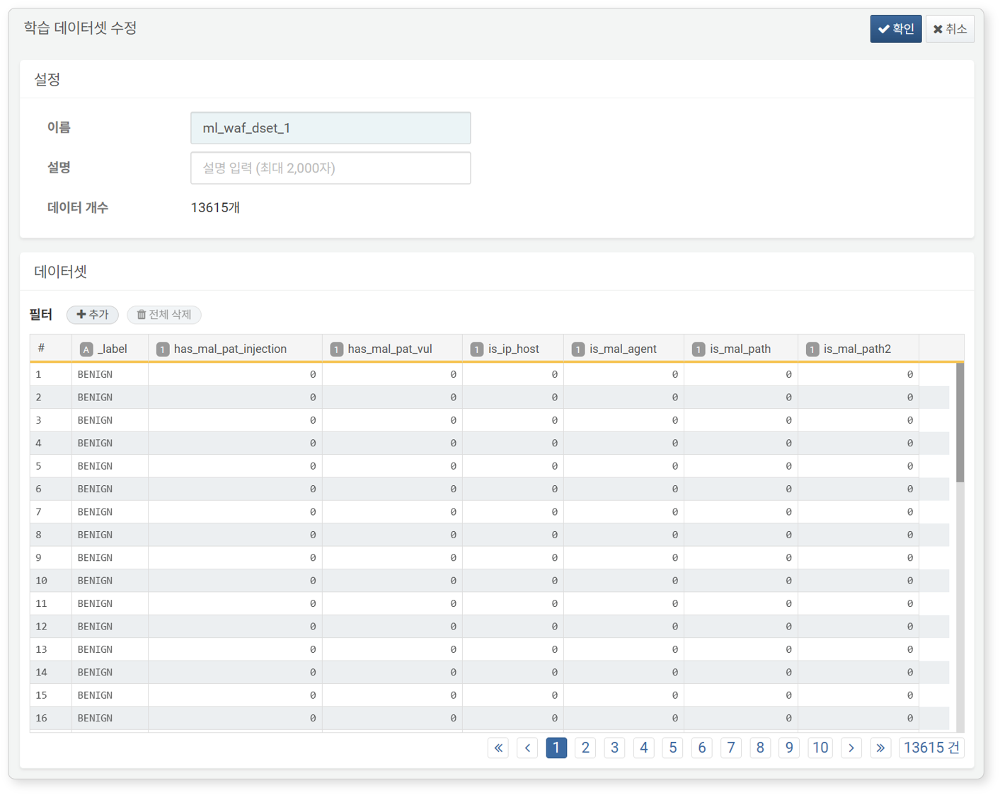 학습 데이터셋 수정
확인 취소
설정
이름 ml_waf_dset_1
설명 설명 입력 (최대 2,000자)
데이터 개수 13615개
데이터셋
필터 추가 전체 삭제
# A _label 1 has_mal_pat_injection 1 has_mal_pat_vul 1 is_ip_host 1 is_mal_agent 1 is_mal_path 1 is_mal_path2
1 BENIGN 0 0 0 0 0 0
2 BENIGN 0 0 0 0 0 0
3 BENIGN 0 0 0 0 0 0
4 BENIGN 0 0 0 0 0 0
5 BENIGN 0 0 0 0 0 0
6 BENIGN 0 0 0 0 0 0
7 BENIGN 0 0 0 0 0 0
8 BENIGN 0 0 0 0 0 0
9 BENIGN 0 0 0 0 0 0
10 BENIGN 0 0 0 0 0 0
11 BENIGN 0 0 0 0 0 0
12 BENIGN 0 0 0 0 0 0
13 BENIGN 0 0 0 0 0 0
14 BENIGN 0 0 0 0 0 0
15 BENIGN 0 0 0 0 0 0
16 BENIGN 0 0 0 0 0 0
« ‹ 1 2 3 4 5 6 7 8 9 10 › » 13615 건